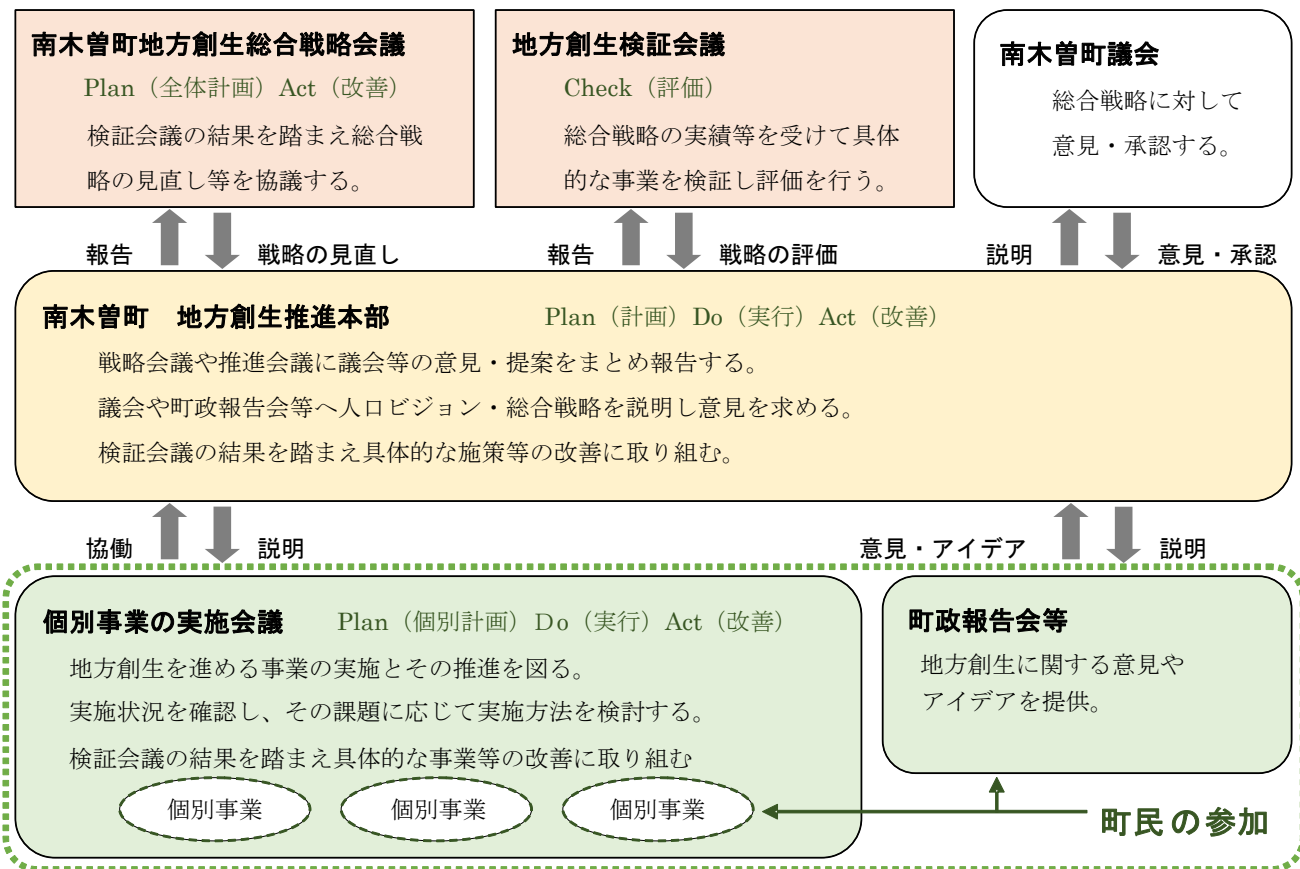 南木曽町地方創生総合戦略会議
Plan（全体計画）Act（改善）
検証会議の結果を踏まえ総合戦
略の見直し等を協議する。
地方創生検証会議
Check（評価）
総合戦略の実績等を受けて具体
的な事業を検証し評価を行う。
南木曽町議会
総合戦略に対して
意見・承認する。
報告
戦略の見直し
報告
戦略の評価
説明
意見・承認
南木曽町　地方創生推進本部
Plan（計画）Do（実行）Act（改善）
戦略会議や推進会議に議会等の意見・提案をまとめ報告する。
議会や町政報告会等へ人口ビジョン・総合戦略を説明し意見を求める。
検証会議の結果を踏まえ具体的な施策等の改善に取り組む。
協働
説明
意見・アイデア
説明
個別事業の実施会議
Plan（個別計画）Ｄo（実行）Act（改善）
地方創生を進める事業の実施とその推進を図る。
実施状況を確認し、その課題に応じて実施方法を検討する。
検証会議の結果を踏まえ具体的な事業等の改善に取り組む
個別事業
個別事業
個別事業
町政報告会等
地方創生に関する意見や
アイデアを提供。
町民の参加